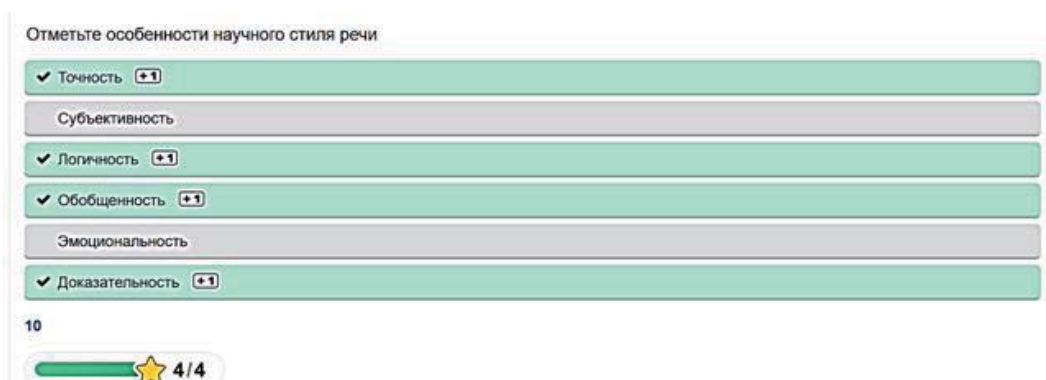 Отметьте особенности научного стиля речи
✔ Точность +1
Субъективность
✔ Логичность +1
✔ Обобщенность +1
Эмоциональность
✔ Доказательность +1
10
4/4